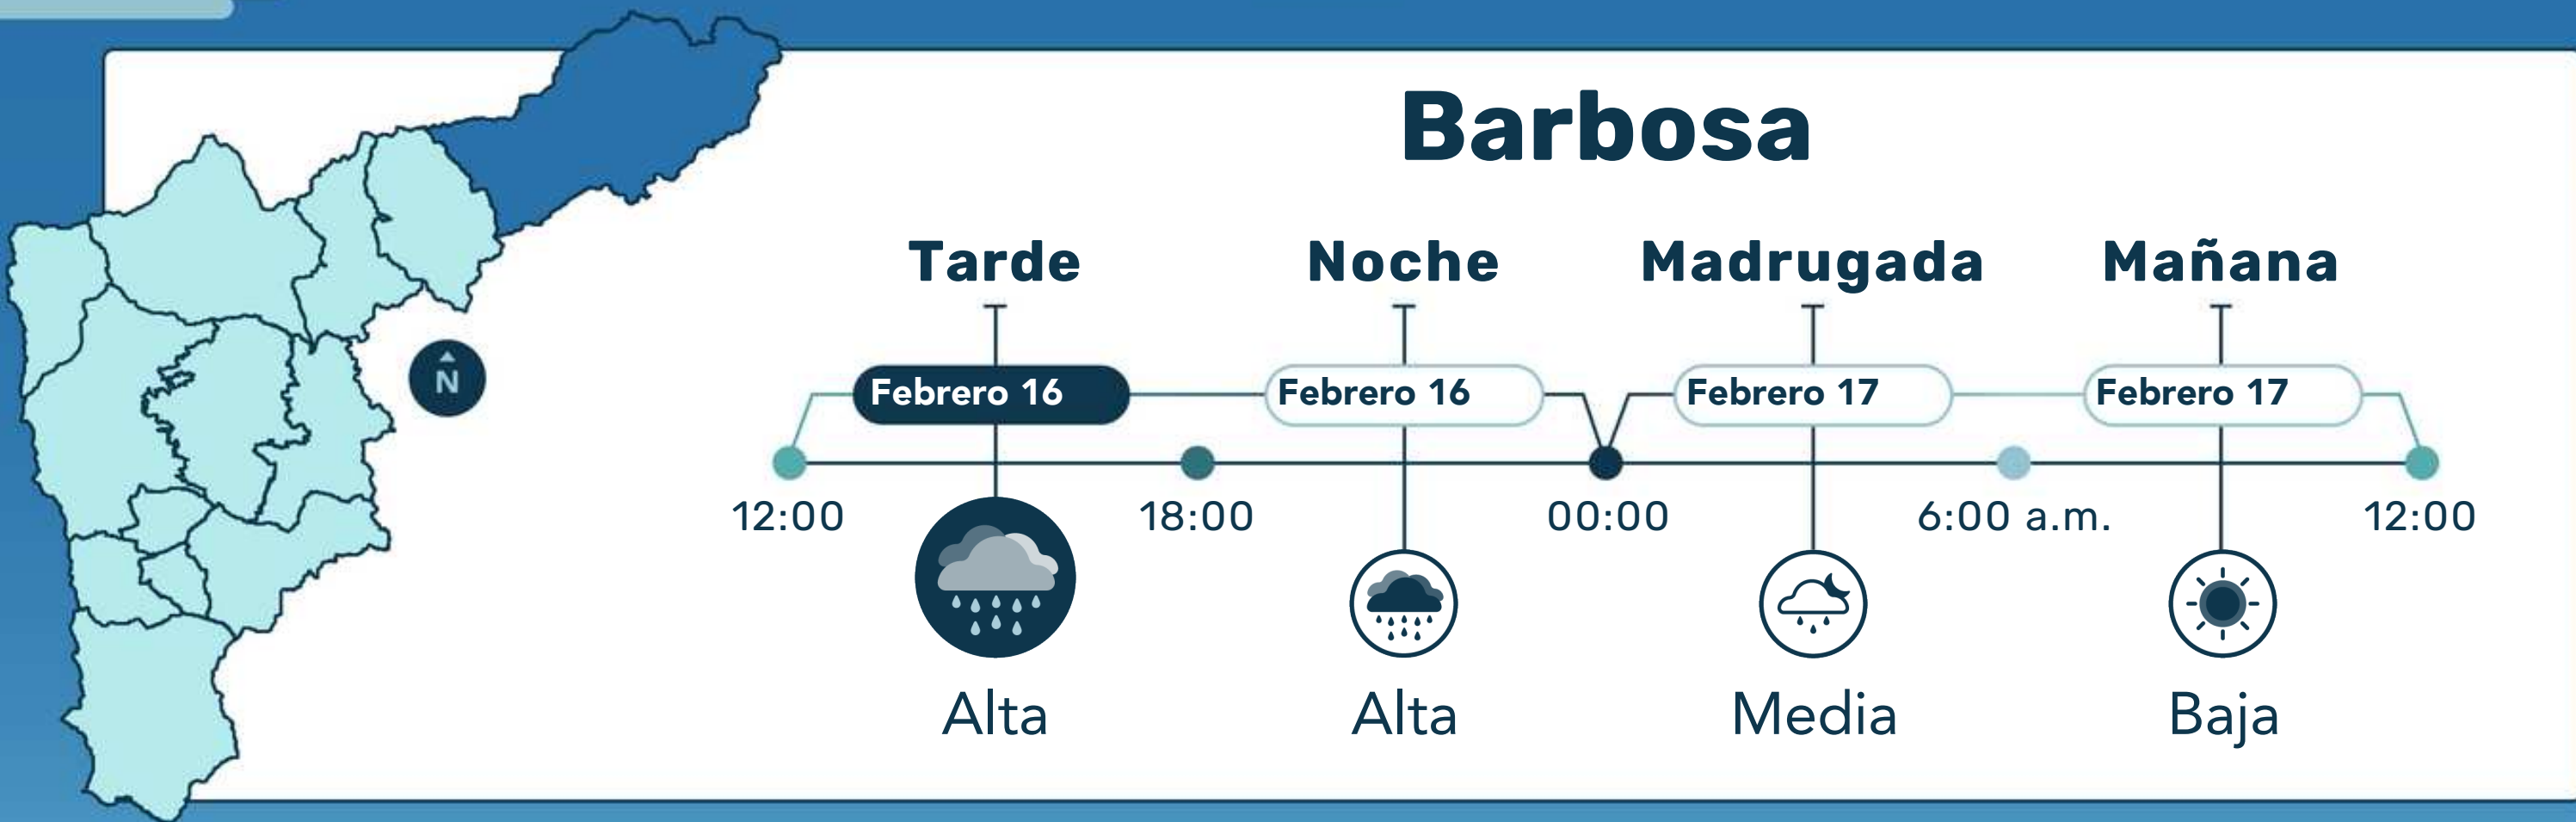 Barbosa
Tarde Noche Madrugada Mañana
N
Febrero 16 Febrero 16 Febrero 17 Febrero 17
12:00 18:00 00:00 6:00 a.m. 12:00
Alta Alta Media Baja